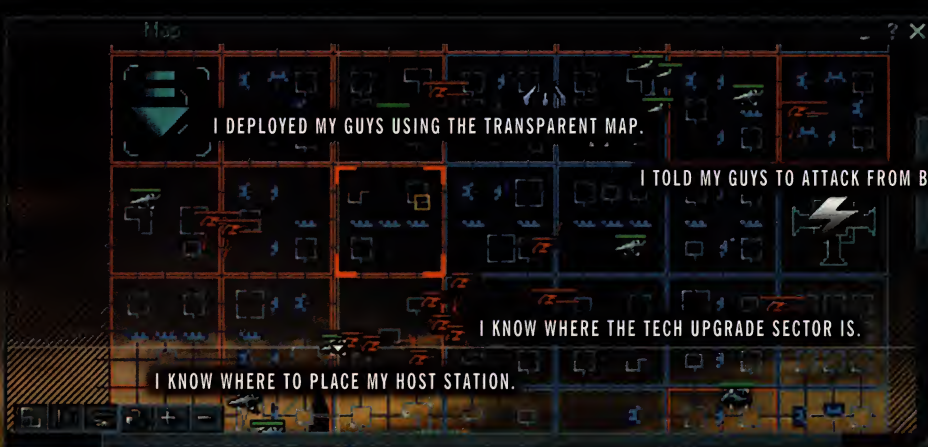 Map
? ×
I DEPLOYED MY GUYS USING THE TRANSPARENT MAP.
I TOLD MY GUYS TO ATTACK FROM B
I KNOW WHERE THE TECH UPGRADE SECTOR IS.
I KNOW WHERE TO PLACE MY HOST STATION.